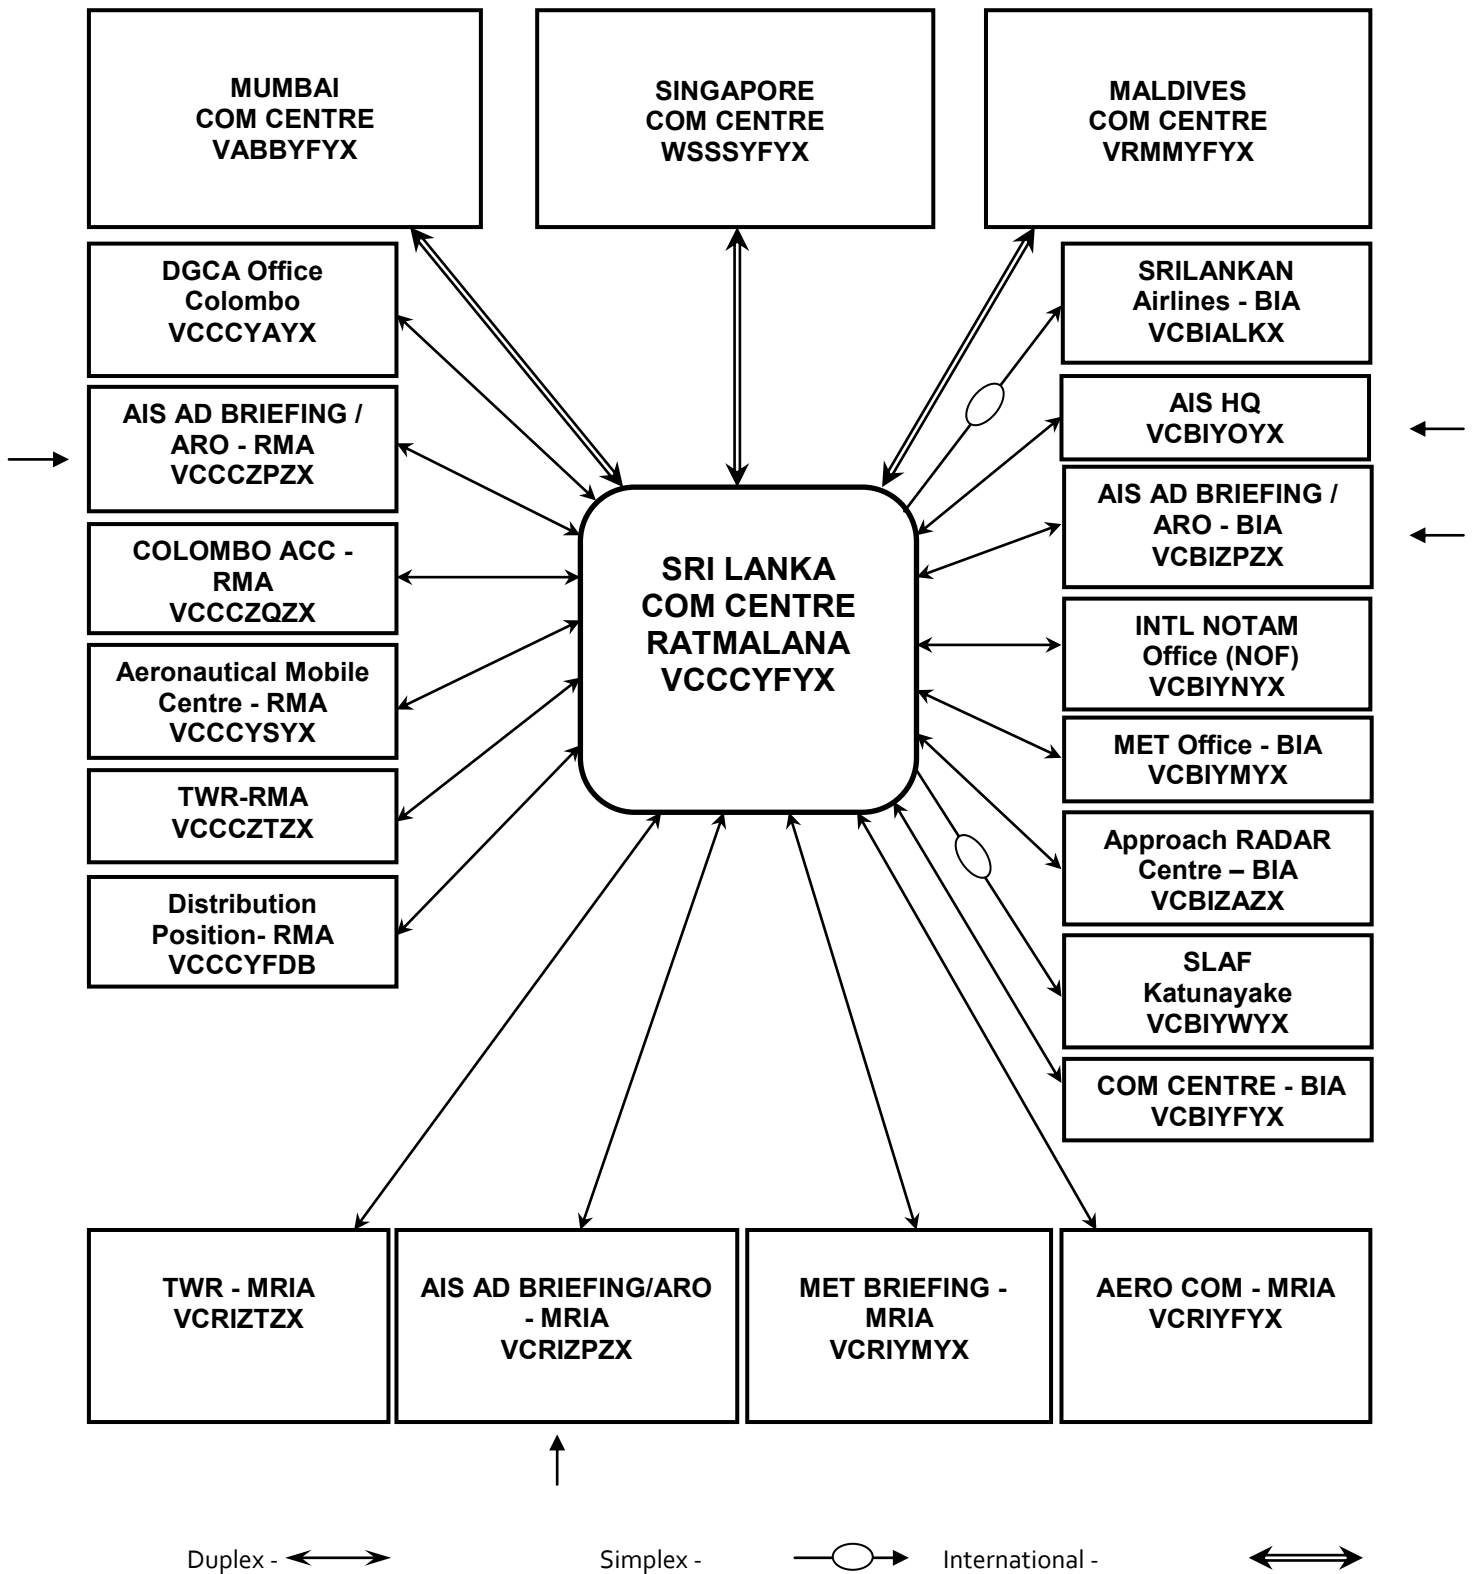 MUMBAI
COM CENTRE
VABBYFYX
SINGAPORE
COM CENTRE
WSSSYFYX
MALDIVES
COM CENTRE
VRMMYFYX
DGCA Office
Colombo
VCCCYAYX
AIS AD BRIEFING /
ARO - RMA
VCCCZPZX
COLOMBO ACC -
RMA
VCCCZQZX
Aeronautical Mobile
Centre - RMA
VCCCYSYX
TWR-RMA
VCCCZTZX
Distribution
Position- RMA
VCCCYFDB
SRI LANKA
COM CENTRE
RATMALANA
VCCCYFYX
SRILANKAN
Airlines - BIA
VCBIALKX
AIS HQ
VCBIYOYX
AIS AD BRIEFING /
ARO - BIA
VCBIZPZX
INTL NOTAM
Office (NOF)
VCBIYNYX
MET Office - BIA
VCBIYMYX
Approach RADAR
Centre – BIA
VCBIZAZX
SLAF
Katunayake
VCBIYWYX
COM CENTRE - BIA
VCBIYFYX
TWR - MRIA
VCRIZTZX
AIS AD BRIEFING/ARO
- MRIA
VCRIZPZX
MET BRIEFING -
MRIA
VCRIYMYX
AERO COM - MRIA
VCRIYFYX
Duplex -
Simplex -
International -